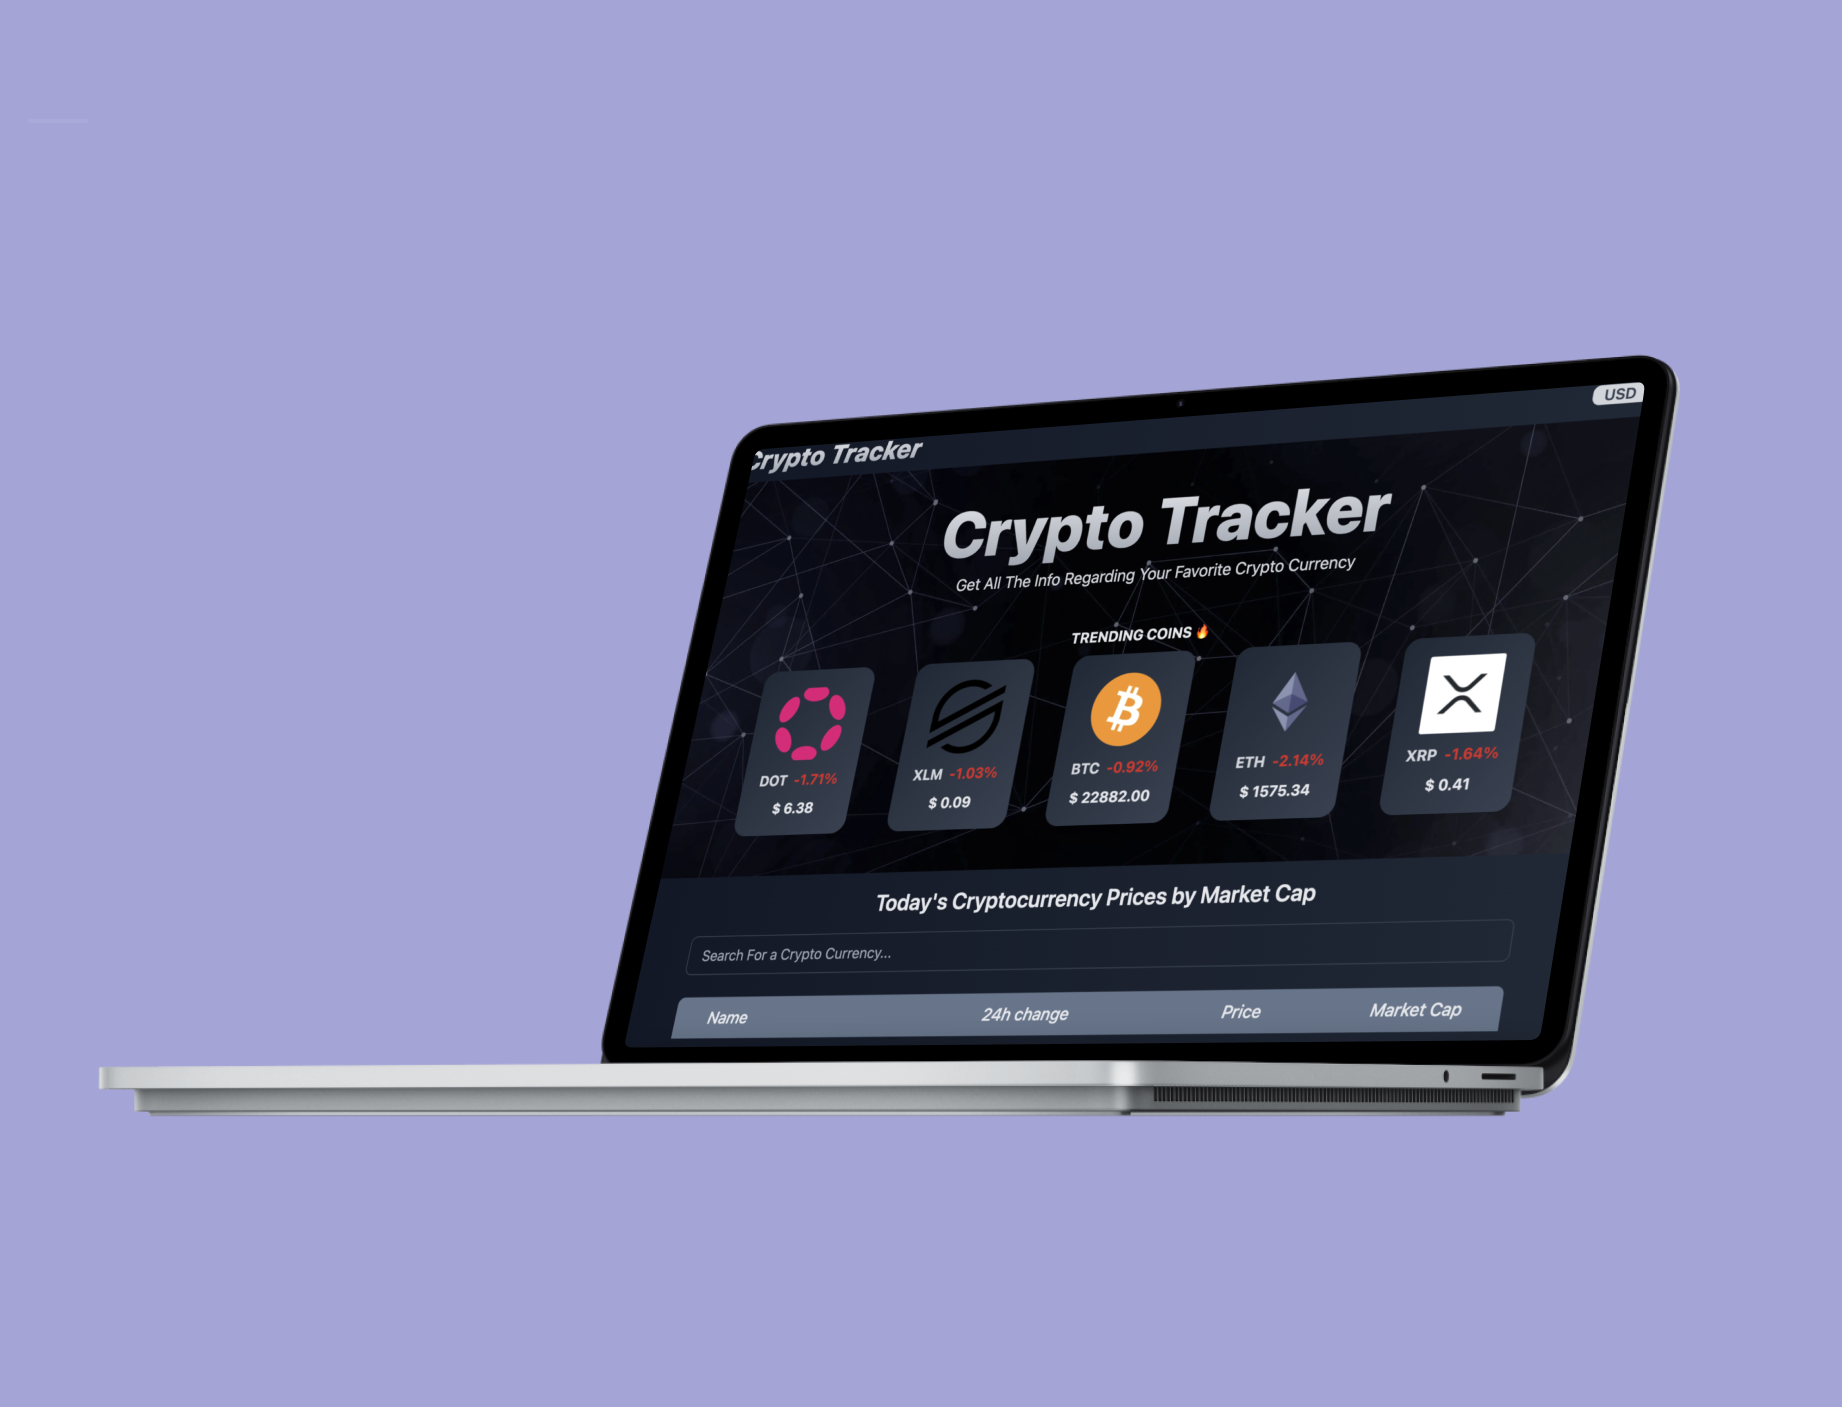 USD
Crypto Tracker
Crypto Tracker
Get All The Info Regarding Your Favorite Crypto Currency
TRENDING COINS 🔥
DOT -1.71%
$ 6.38
XLM -1.03%
$ 0.09
BTC -0.92%
$ 22882.00
ETH -2.14%
$ 1575.34
XRP -1.64%
$ 0.41
Today's Cryptocurrency Prices by Market Cap
Search For a Crypto Currency...
Name 24h change Price Market Cap